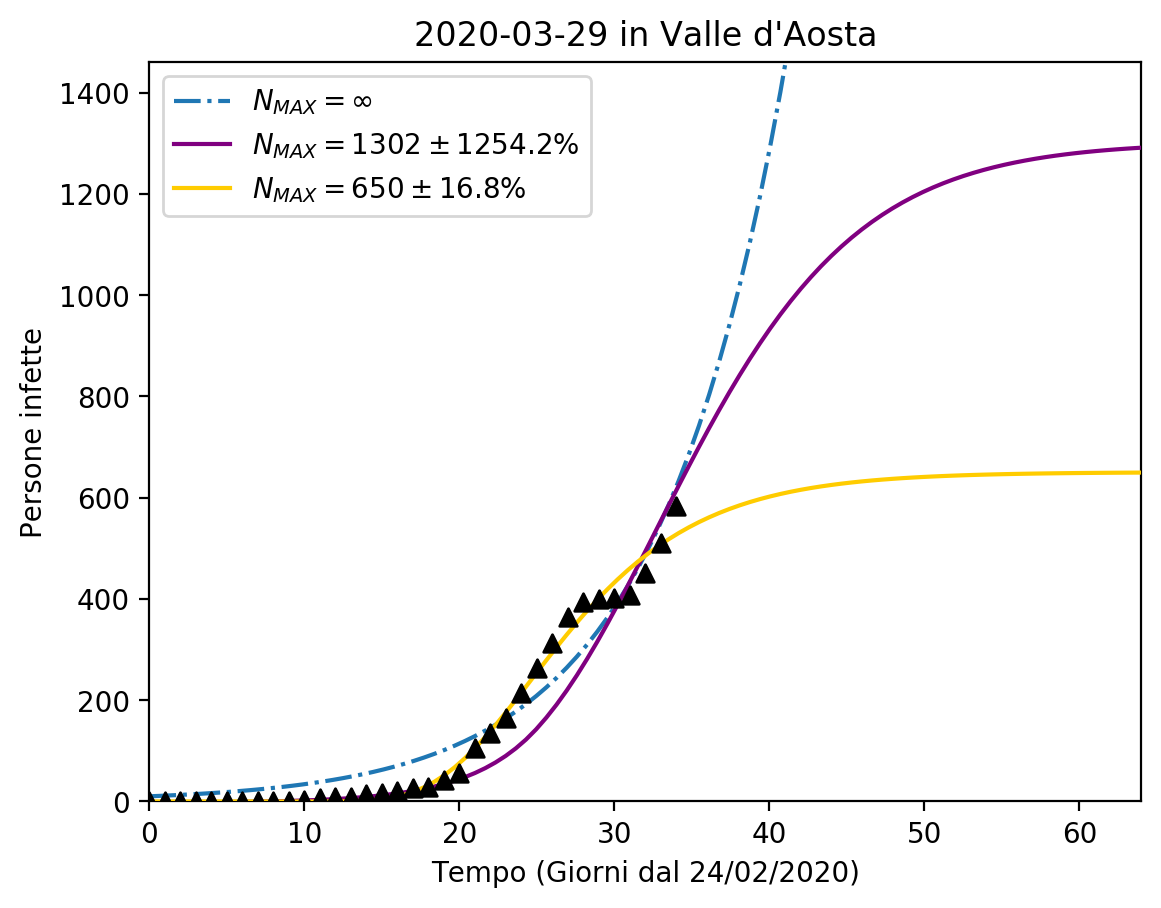 2020-03-29 in Valle d'Aosta
N_MAX = ∞
N_MAX = 1302 ± 1254.2%
N_MAX = 650 ± 16.8%
Persone infette
1400
1200
1000
800
600
400
200
0
0 10 20 30 40 50 60
Tempo (Giorni dal 24/02/2020)